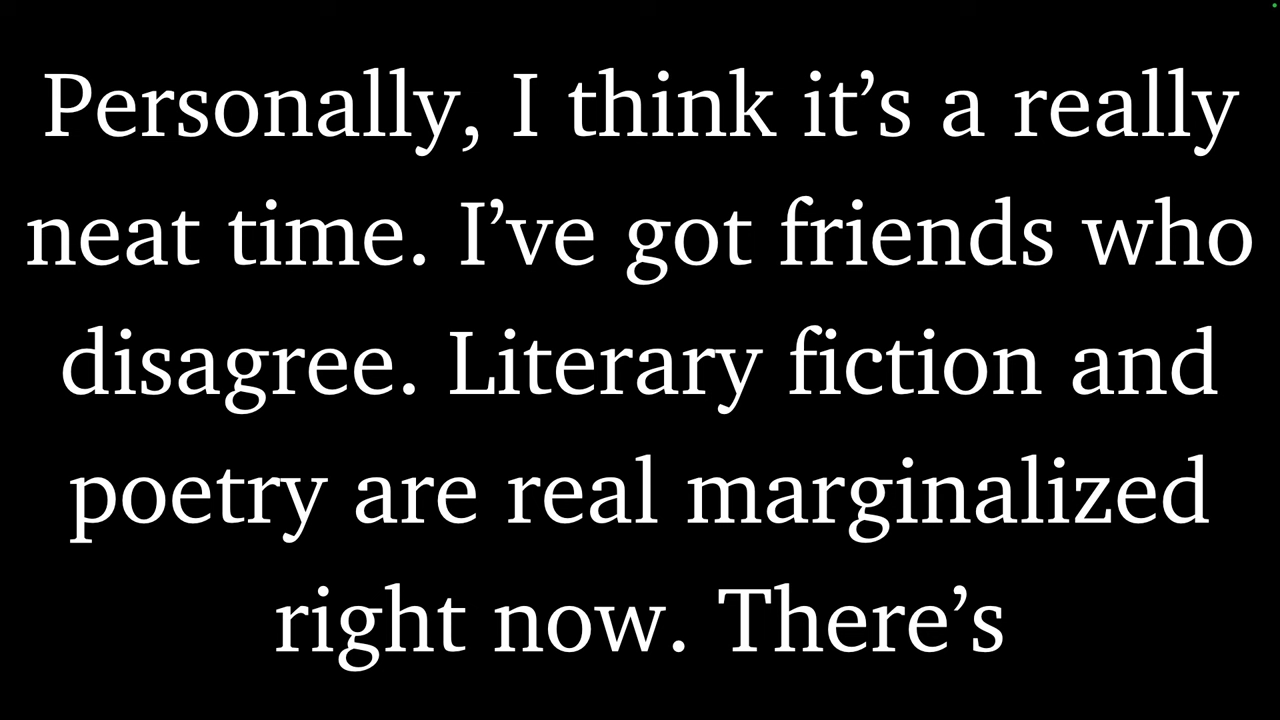 Personally, I think it’s a really
neat time. I’ve got friends who
disagree. Literary fiction and
poetry are real marginalized
right now. There’s